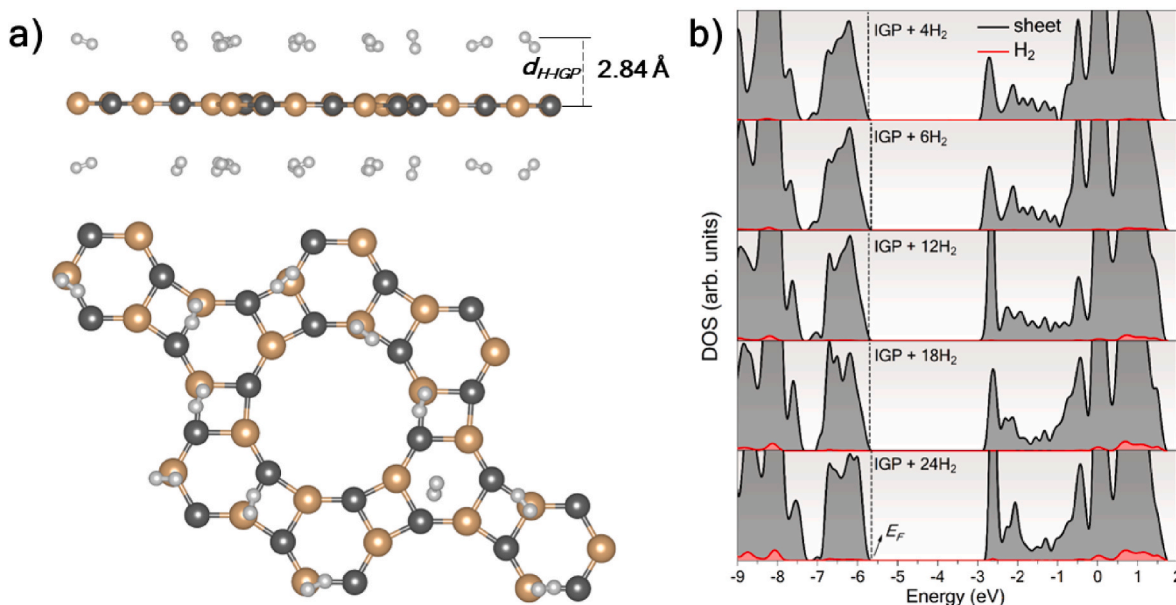 a)
d_H-IGP
2.84 Å
b)
DOS (arb. units)
IGP + 4H₂
sheet
H₂
IGP + 6H₂
IGP + 12H₂
IGP + 18H₂
IGP + 24H₂
E_F
-9 -8 -7 -6 -5 -4 -3 -2 -1 0 1 2
Energy (eV)